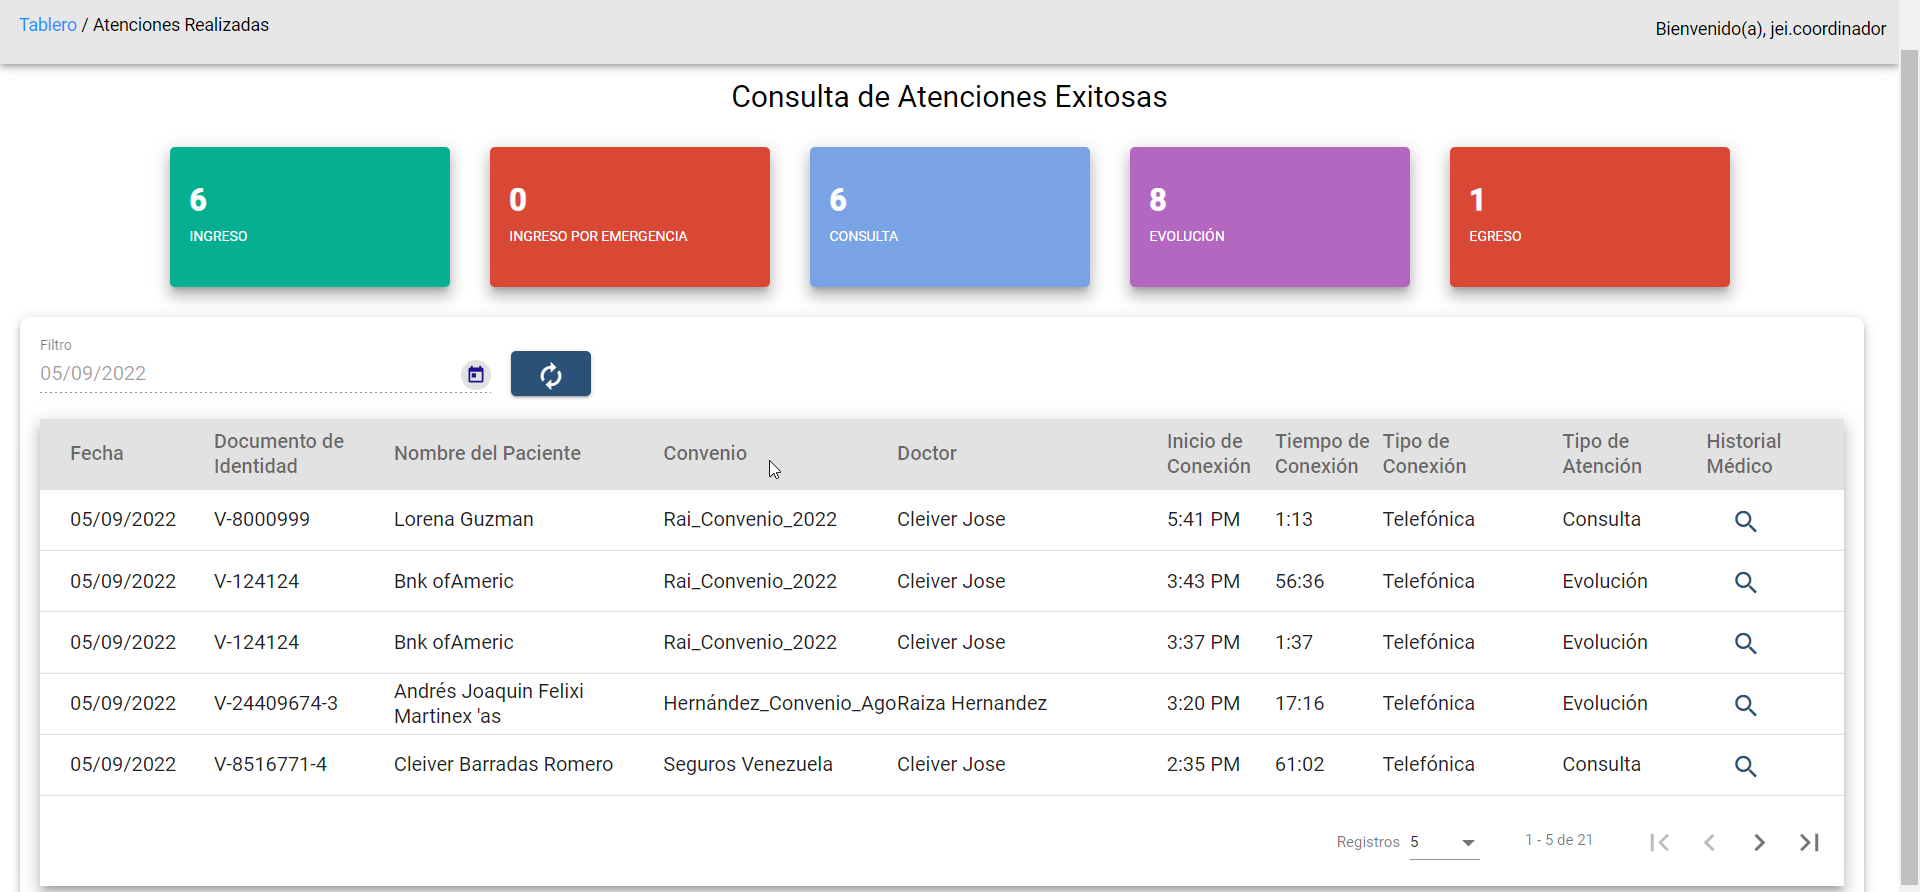 Tablero / Atenciones Realizadas
Bienvenido(a), jei.coordinador
Consulta de Atenciones Exitosas
6
INGRESO
0
INGRESO POR EMERGENCIA
6
CONSULTA
8
EVOLUCIÓN
1
EGRESO
Filtro
05/09/2022
Fecha Documento de Identidad Nombre del Paciente Convenio Doctor Inicio de Conexión Tiempo de Conexión Tipo de Conexión Tipo de Atención Historial Médico
05/09/2022 V-8000999 Lorena Guzman Rai_Convenio_2022 Cleiver Jose 5:41 PM 1:13 Telefónica Consulta
05/09/2022 V-124124 Bnk ofAmeric Rai_Convenio_2022 Cleiver Jose 3:43 PM 56:36 Telefónica Evolución
05/09/2022 V-124124 Bnk ofAmeric Rai_Convenio_2022 Cleiver Jose 3:37 PM 1:37 Telefónica Evolución
05/09/2022 V-24409674-3 Andrés Joaquin Felixi Martinex 'as Hernández_Convenio_Ago Raiza Hernandez 3:20 PM 17:16 Telefónica Evolución
05/09/2022 V-8516771-4 Cleiver Barradas Romero Seguros Venezuela Cleiver Jose 2:35 PM 61:02 Telefónica Consulta
Registros 5 1 - 5 de 21